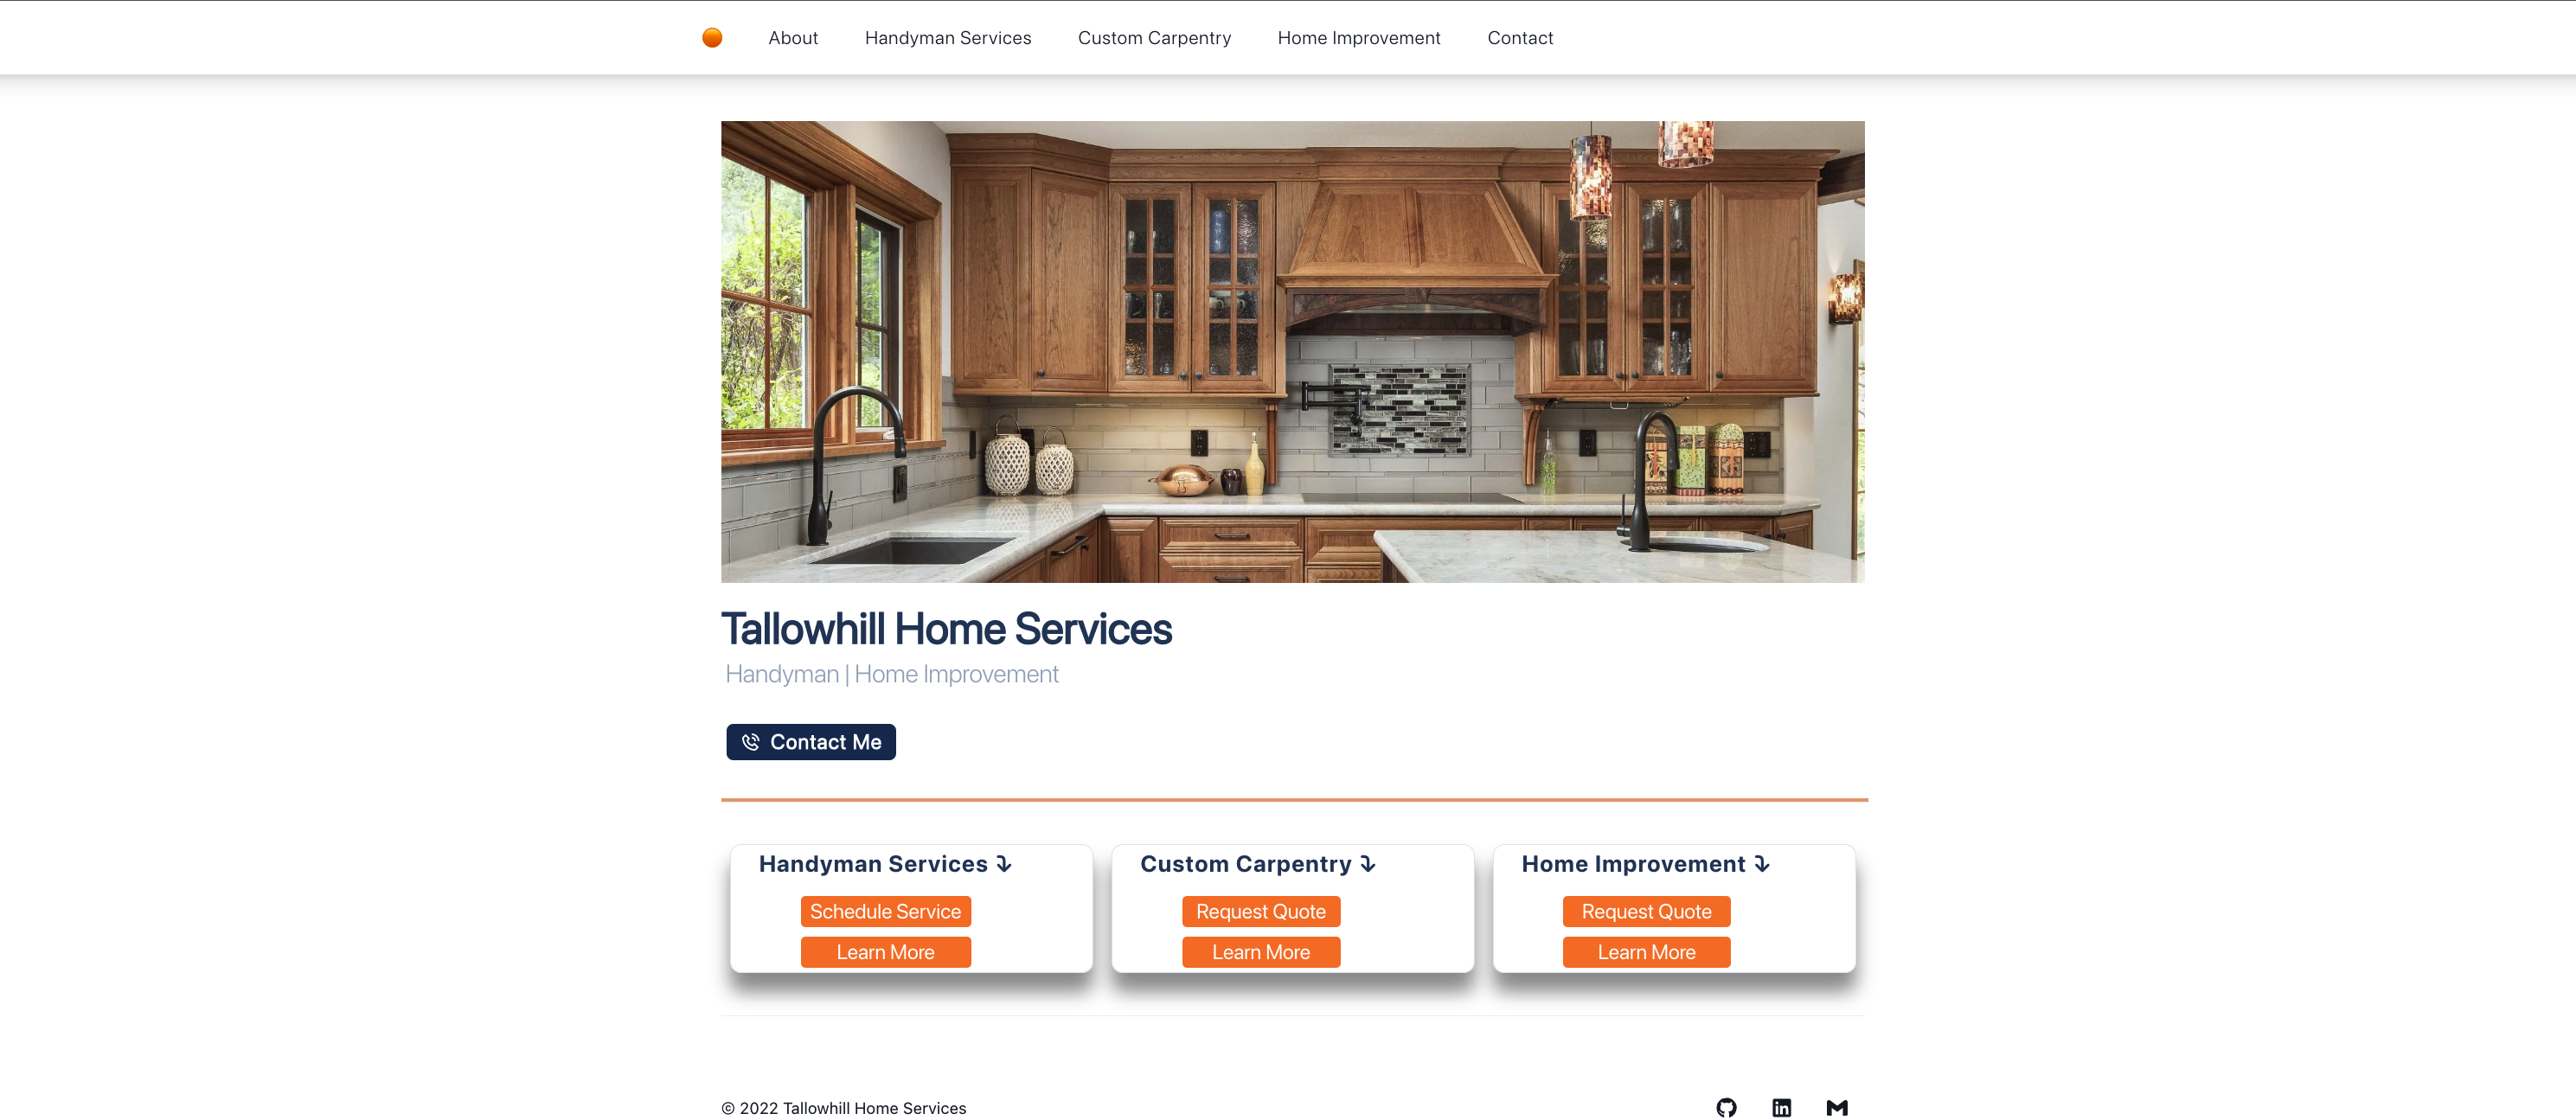 About Handyman Services Custom Carpentry Home Improvement Contact
Tallowhill Home Services
Handyman | Home Improvement
Contact Me
Handyman Services ⤵
Schedule Service
Learn More
Custom Carpentry ⤵
Request Quote
Learn More
Home Improvement ⤵
Request Quote
Learn More
© 2022 Tallowhill Home Services